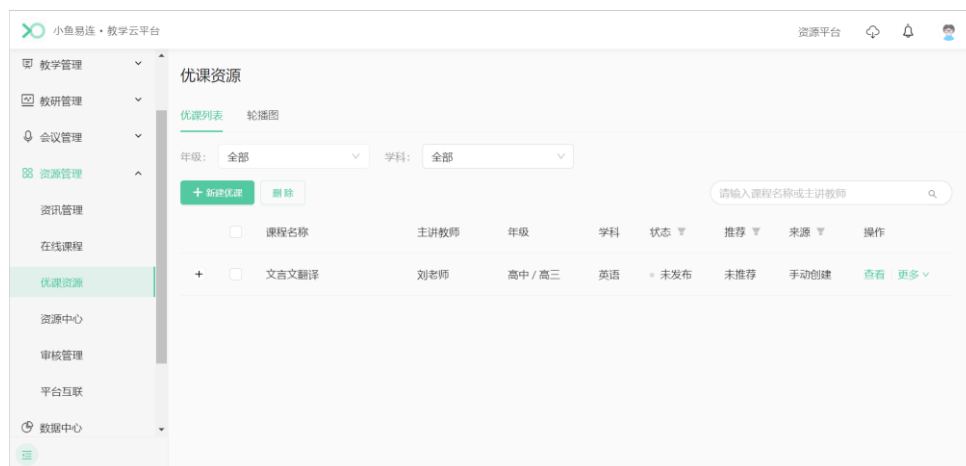 小鱼易连·教学云平台
资源平台
教学管理
教研管理
会议管理
资源管理
资讯管理
在线课程
优课资源
资源中心
审核管理
平台互联
数据中心
优课资源
优课列表 轮播图
年级： 全部 学科： 全部
+ 新建优课 删除 请输入课程名称或主讲教师
课程名称 主讲教师 年级 学科 状态 推荐 来源 操作
+ 文言文翻译 刘老师 高中 / 高三 英语 未发布 未推荐 手动创建 查看 更多